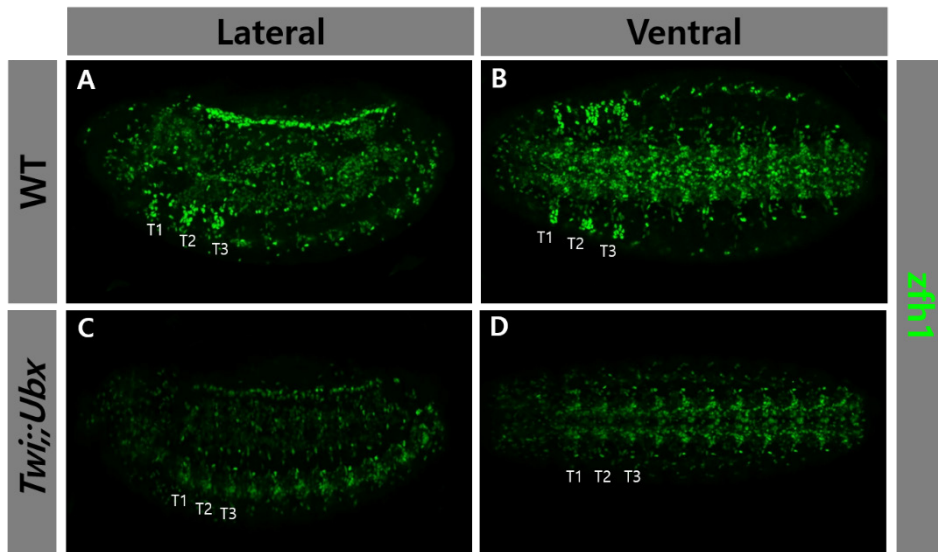 Lateral
Ventral
WT
A
T1
T2
T3
B
T1
T2
T3
zfh1
Twi;;Ubx
C
T1
T2
T3
D
T1
T2
T3